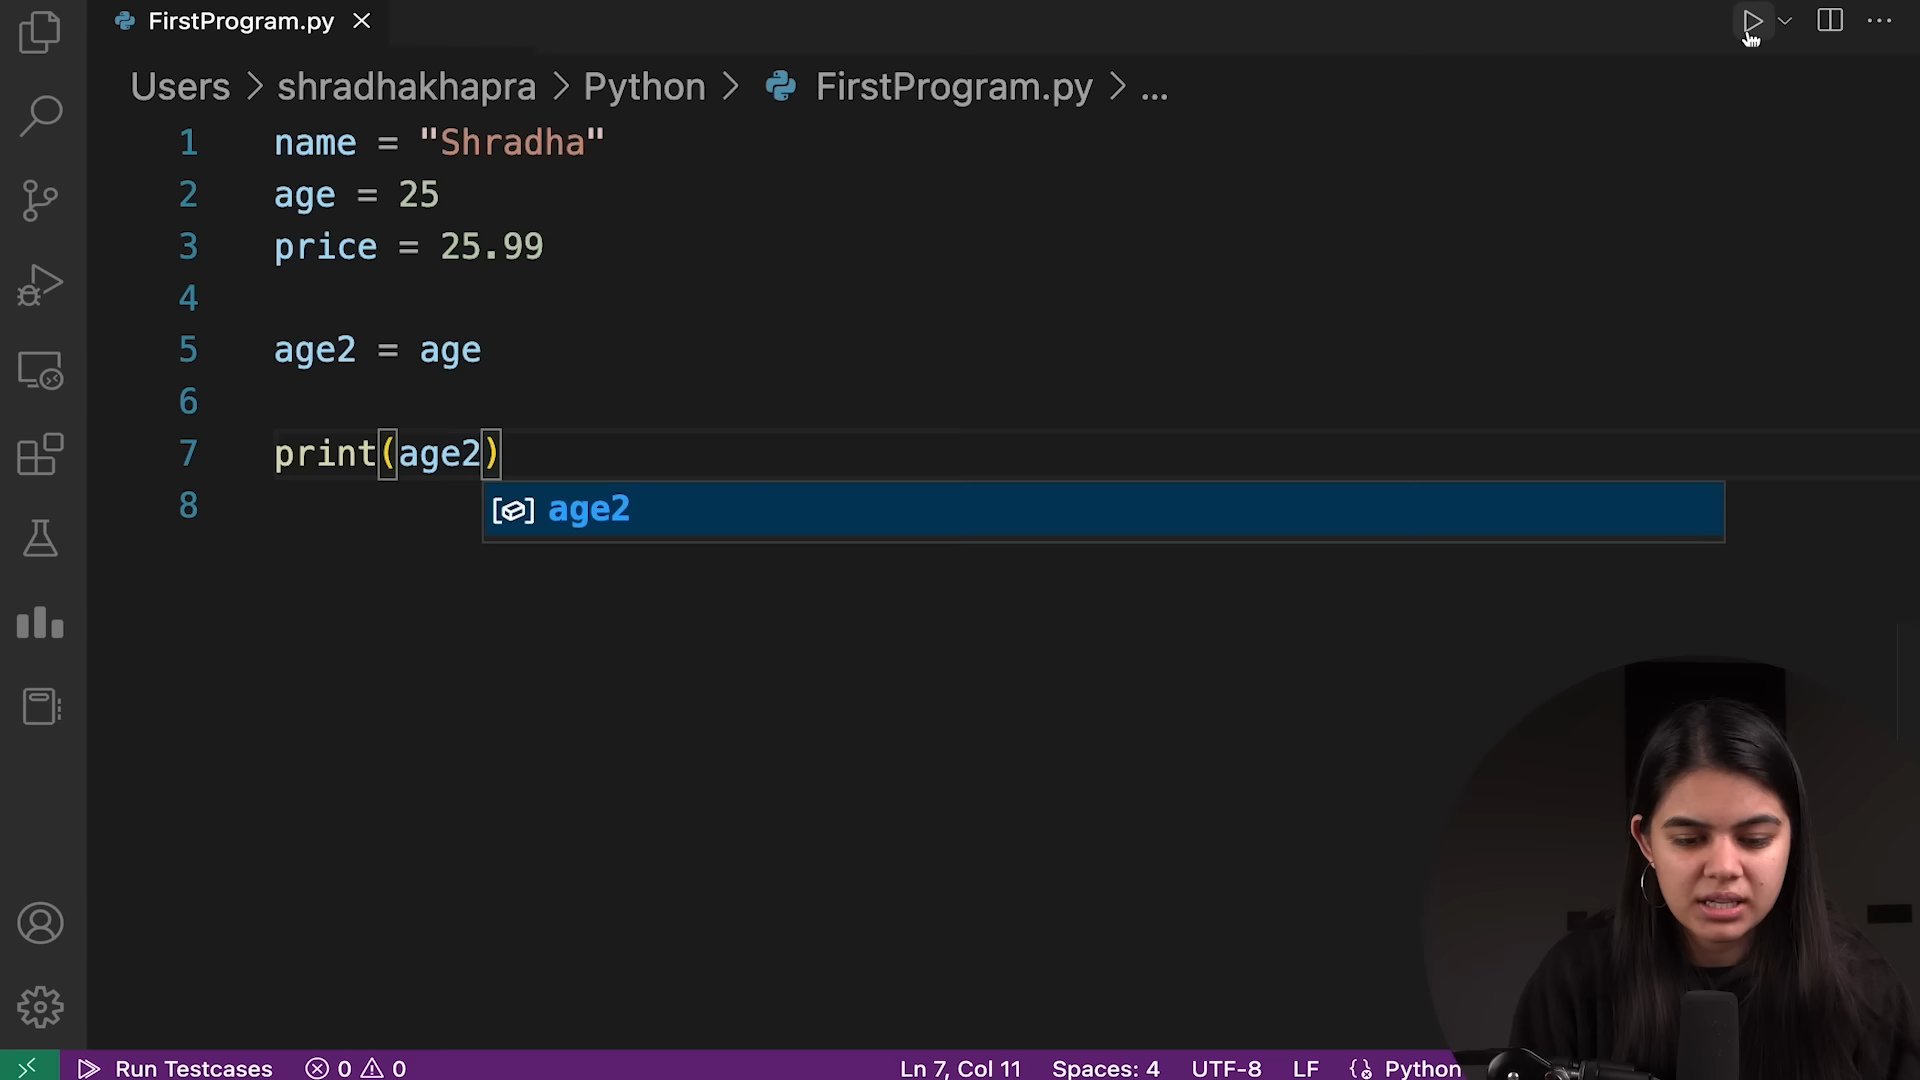 FirstProgram.py
Users > shradhakhapra > Python > FirstProgram.py > ...
1 name = "Shradha"
2 age = 25
3 price = 25.99
4
5 age2 = age
6
7 print(age2)
age2
8
Run Testcases 0 0 Ln 7, Col 11 Spaces: 4 UTF-8 LF Python